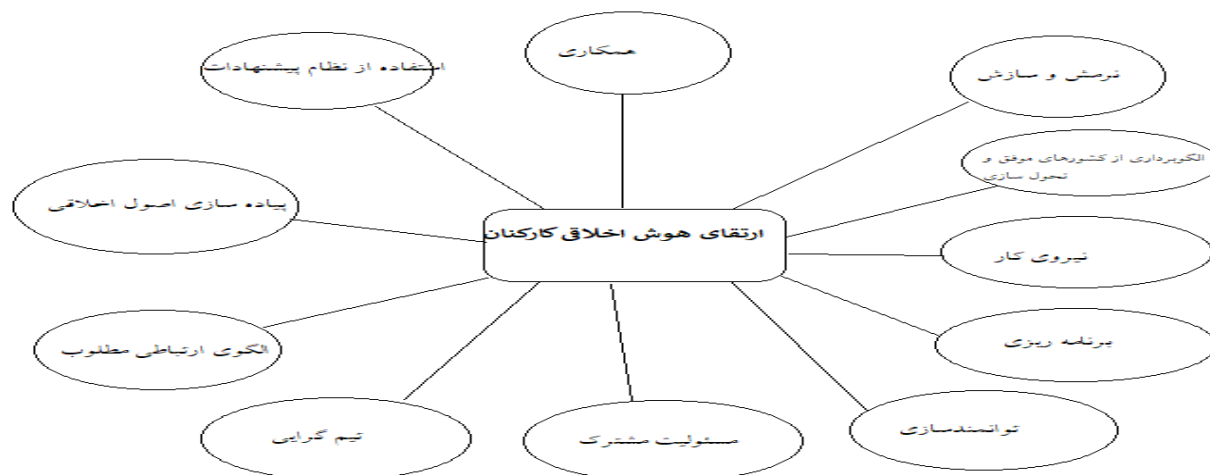 همکاری
نرمش و سازش
استفاده از نظام پیشنهادات
الگوبرداری از کشورهای موفق و
تحول سازی
پیاده سازی اصول اخلاقی
ارتقای هوش اخلاقی کارکنان
نیروی کار
الگوی ارتباطی مطلوب
برنامه ریزی
تیم گرایی
مسئولیت مشترک
توانمندسازی